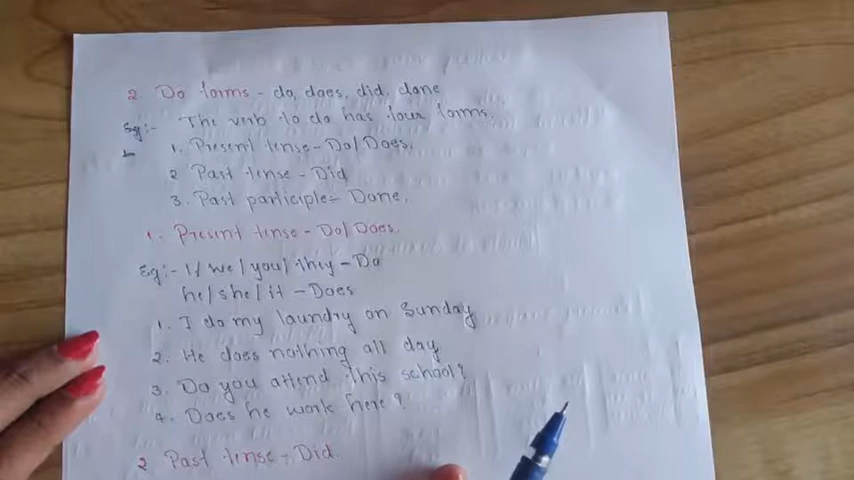 2. Do forms - do, does, did, done
Eg:- The verb to do has four forms.
1. Present tense - Do/Does.
2 Past tense - Did
3. Past participle - Done.
1. Present tense - Do/Does.
Eg:- I/we/you/they - Do
he/she/it - Does
1. I do my laundry on Sunday
2. He does nothing all day
3. Do you attend this school?
4. Does he work here?
2 Past tense - Did.